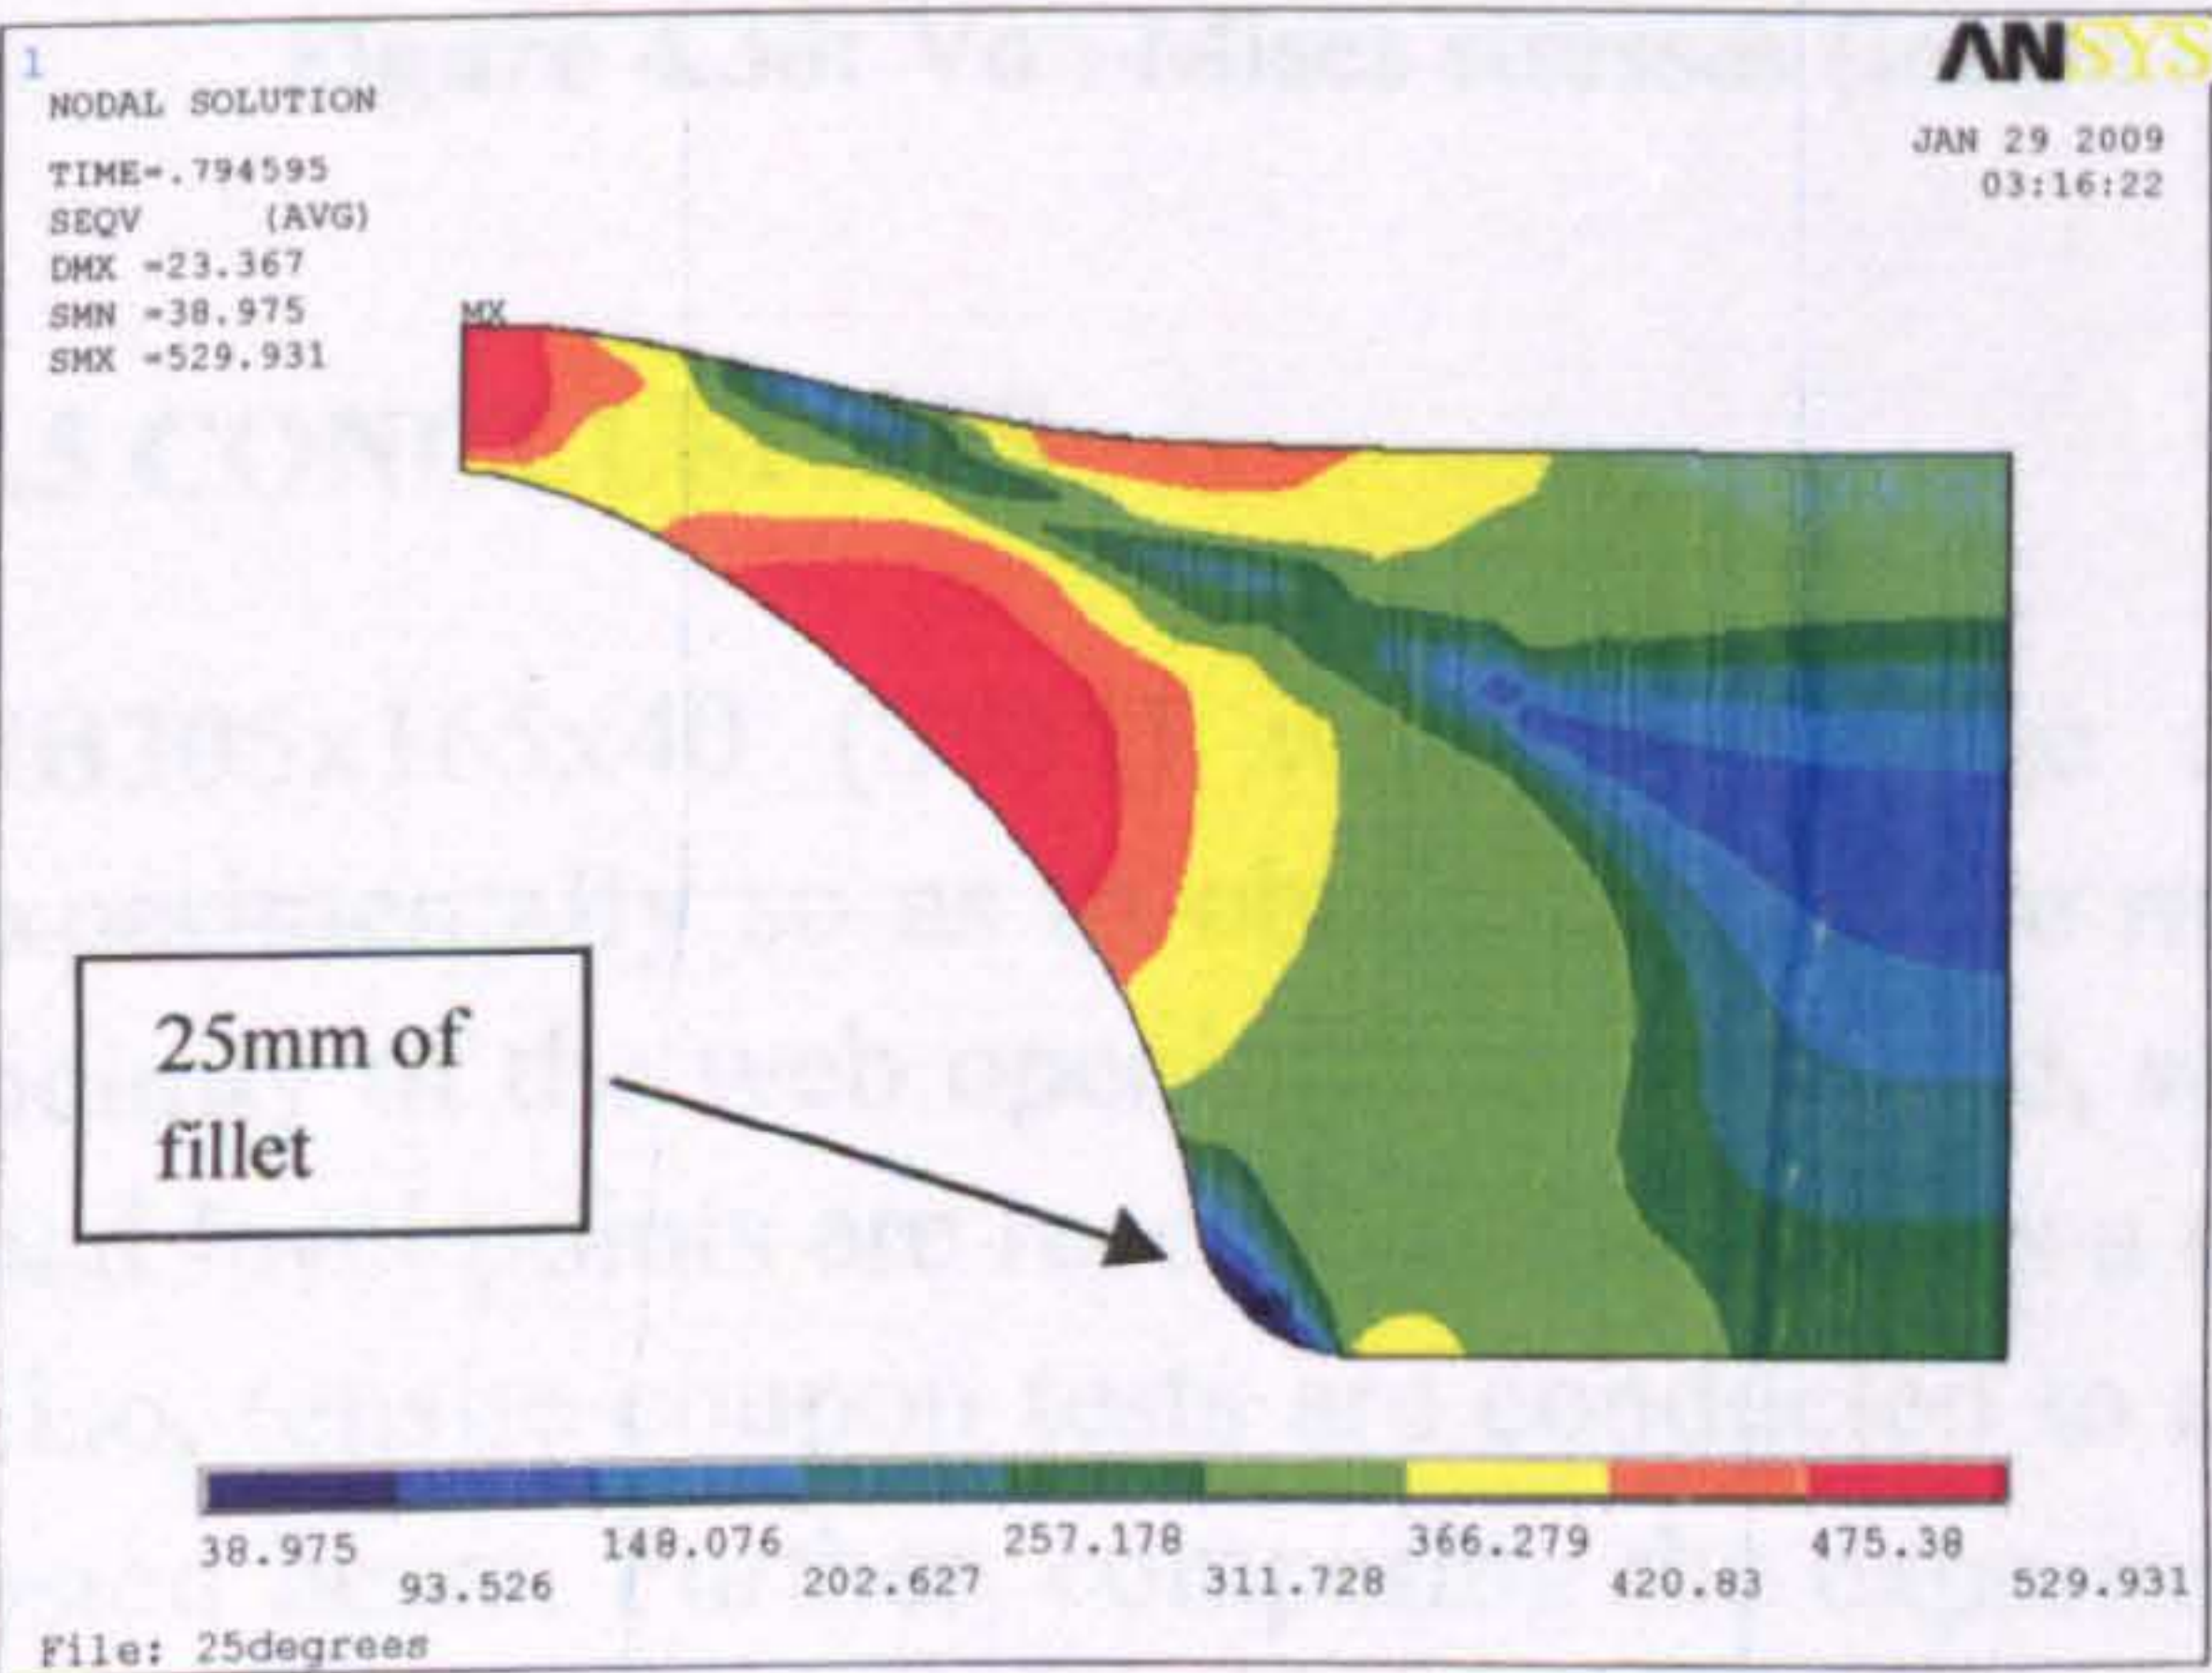 1
ANSYS
NODAL SOLUTION
JAN 29 2009
03:16:22
TIME=.794595
SEQV (AVG)
DMX =23.367
SMN =38.975
SMX =529.931
MX
25mm of
fillet
38.975 148.076 257.178 366.279 475.38
93.526 202.627 311.728 420.83 529.931
File: 25degrees